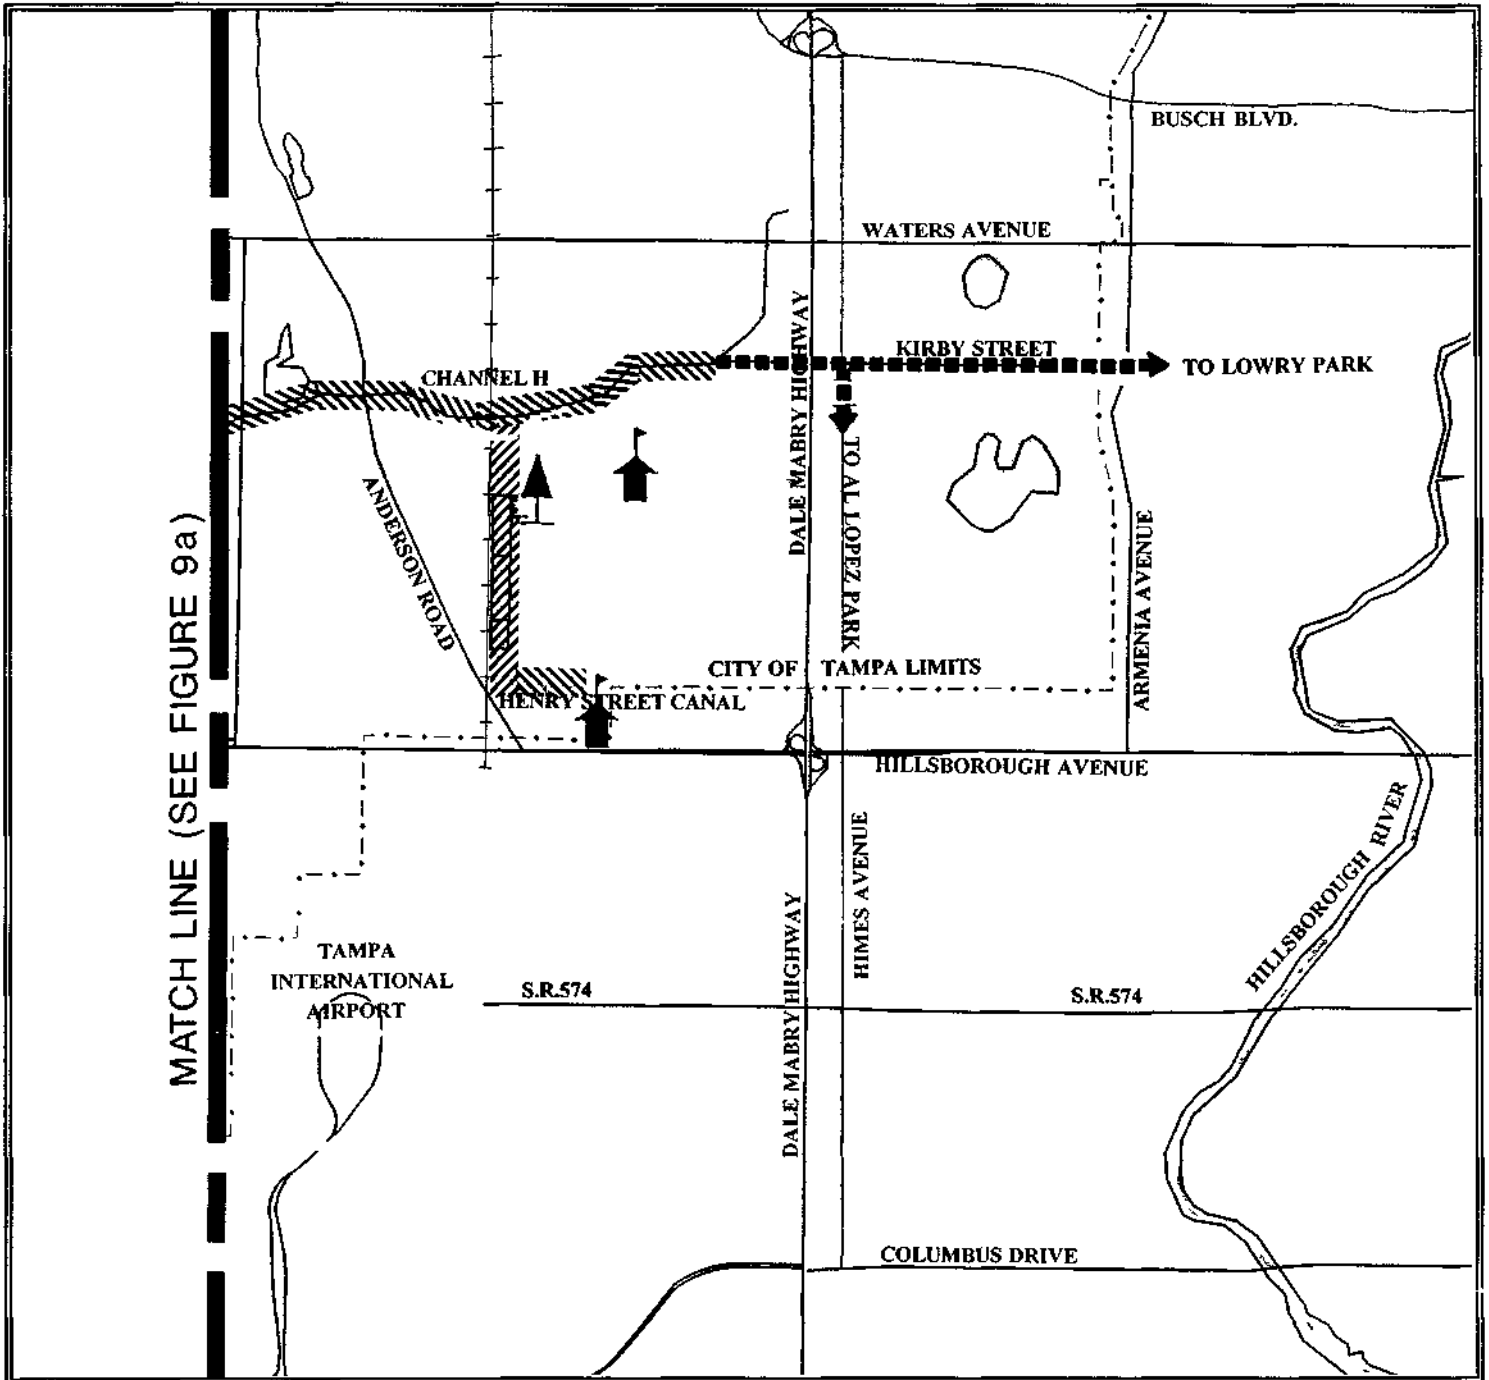 BUSCH BLVD.
WATERS AVENUE
KIRBY STREET
TO LOWRY PARK
CHANNEL H
DALE MABRY HIGHWAY
TO AL LOPEZ PARK
ANDERSON ROAD
ARMENIA AVENUE
MATCH LINE (SEE FIGURE 9a)
CITY OF TAMPA LIMITS
HENRY STREET CANAL
HILLSBOROUGH AVENUE
HIMES AVENUE
HILLSBOROUGH RIVER
TAMPA
INTERNATIONAL
AIRPORT
S.R.574
S.R.574
DALE MABRY HIGHWAY
COLUMBUS DRIVE